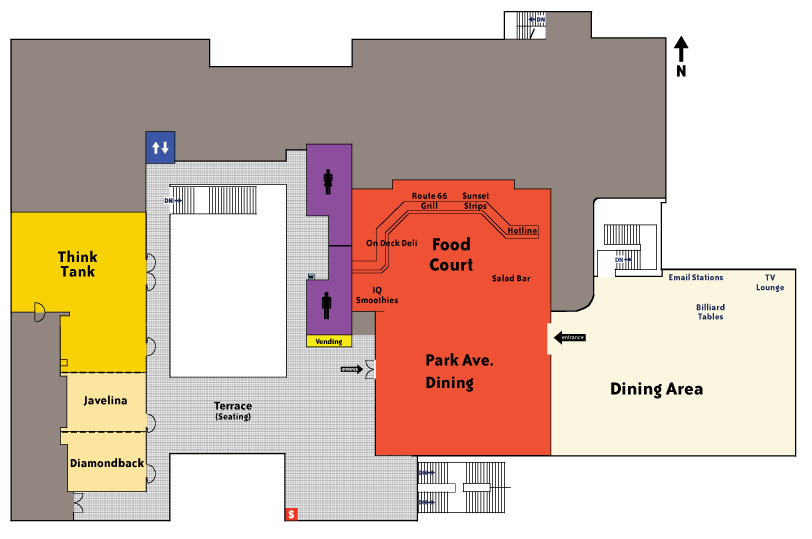 DN
N
Route 66
Grill
Sunset
Strips
DN
Hotline
On Deck Deli
Food
Court
Think
Tank
DN
Salad Bar
Email Stations
TV
Lounge
IQ
Smoothies
Billiard
Tables
Vending
entrance
entrance
Park Ave.
Dining
Dining Area
Javelina
Terrace
(Seating)
Diamondback
DN
DN
S